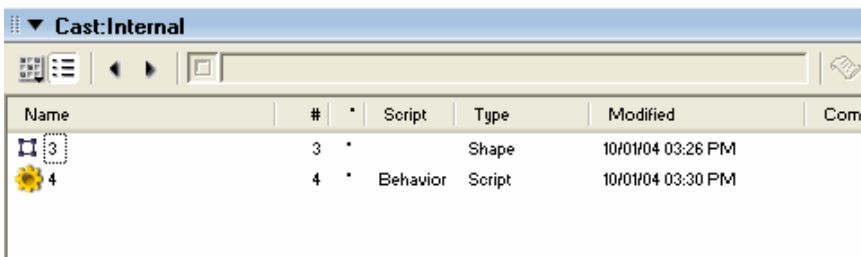 Cast:Internal
Name # * Script Type Modified Com
3 3 * Shape 10/01/04 03:26 PM
4 4 * Behavior Script 10/01/04 03:30 PM